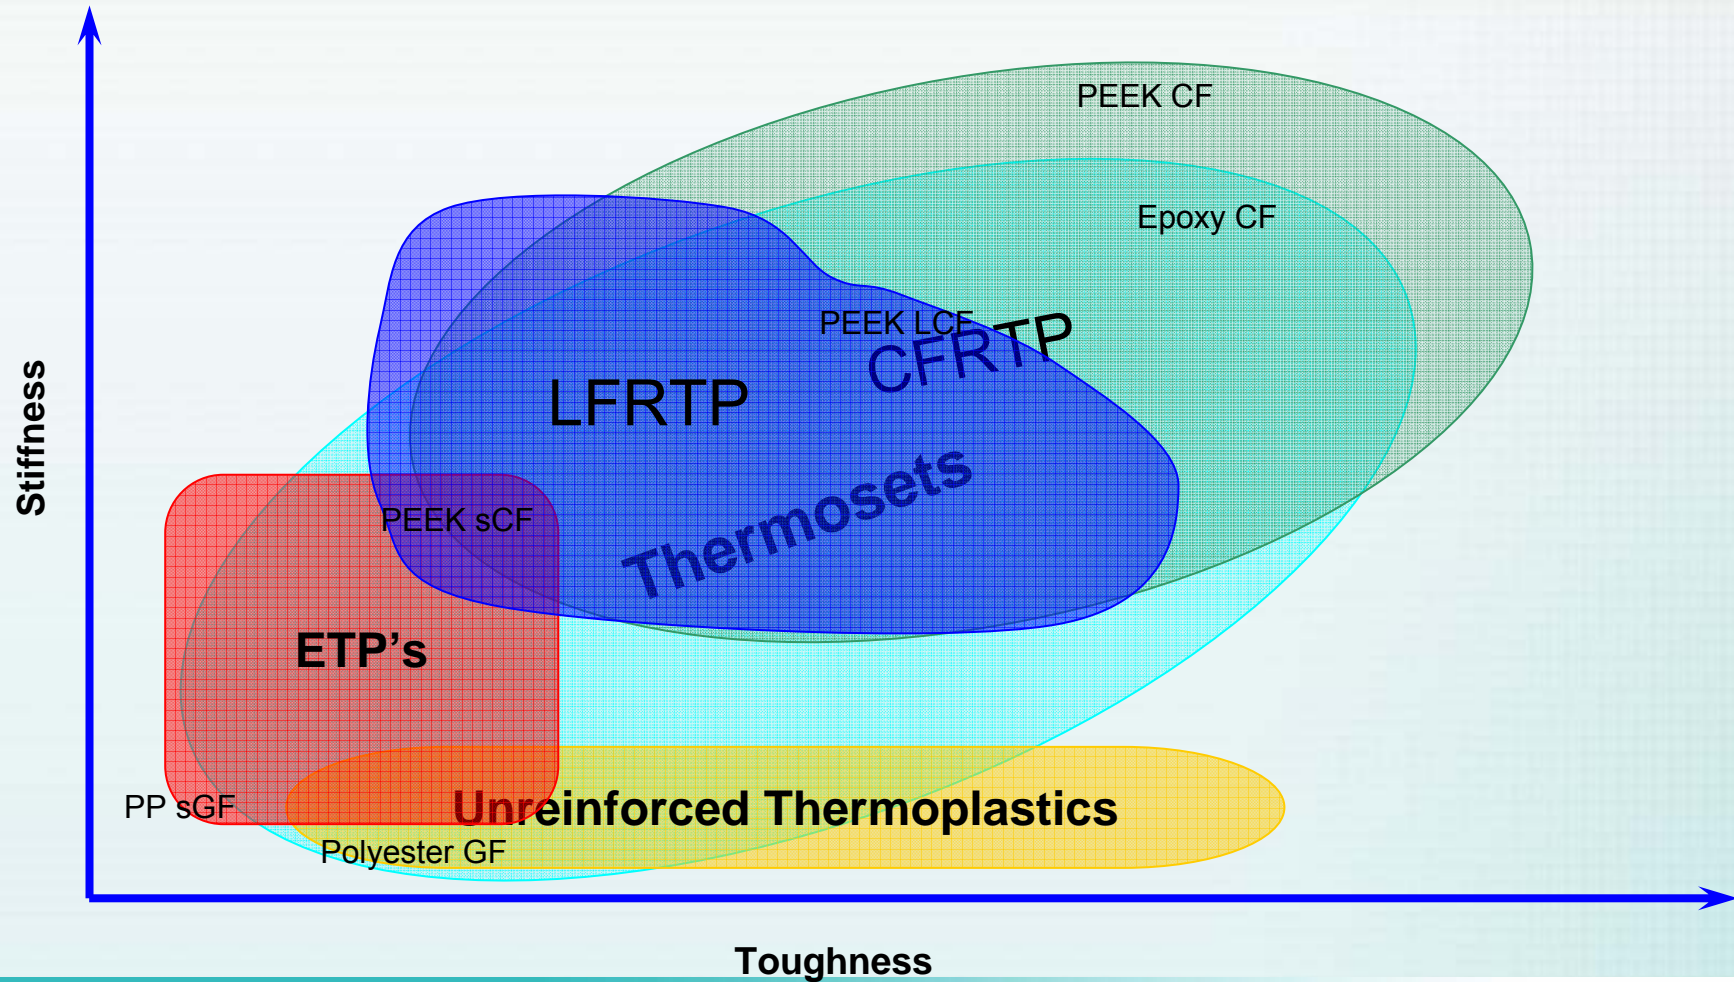 PEEK CF
Epoxy CF
PEEK LCF
CFRTP
LFRTP
Stiffness
Thermosets
PEEK sCF
ETP’s
PP sGF
Unreinforced Thermoplastics
Polyester GF
Toughness